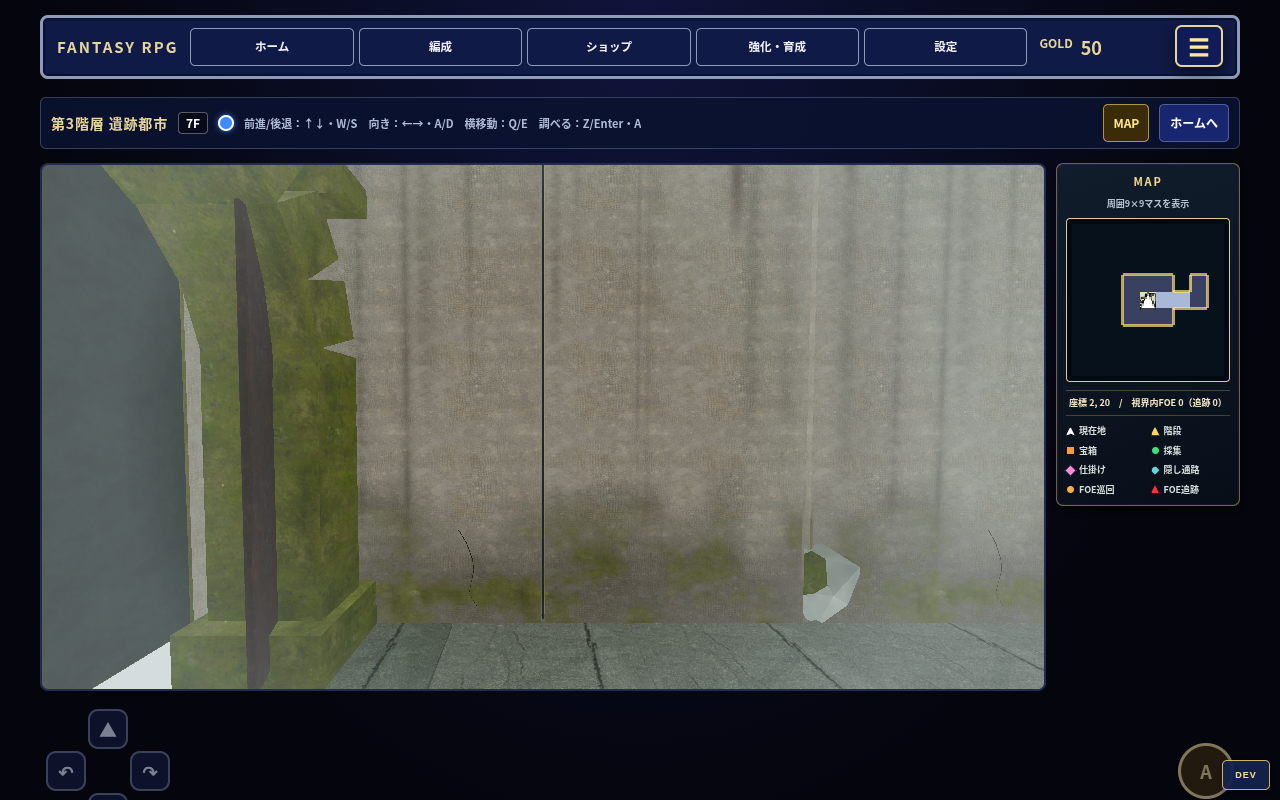 FANTASY RPG
ホーム
編成
ショップ
強化・育成
設定
GOLD 50
第3階層 遺跡都市
7F
前進/後退：↑↓・W/S 向き：←→・A/D 横移動：Q/E 調べる：Z/Enter・A
MAP
ホームへ
MAP
周囲9×9マスを表示
座標 2, 20 / 視界内FOE 0（追跡 0）
現在地
階段
宝箱
採集
仕掛け
隠し通路
FOE巡回
FOE追跡
A
DEV